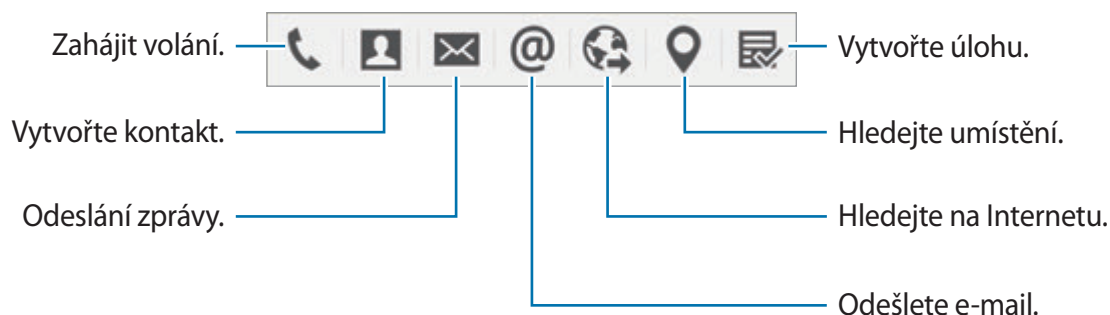 Zahájit volání.
Vytvořte úlohu.
Vytvořte kontakt.
Hledejte umístění.
Odeslání zprávy.
Hledejte na Internetu.
Odešlete e-mail.